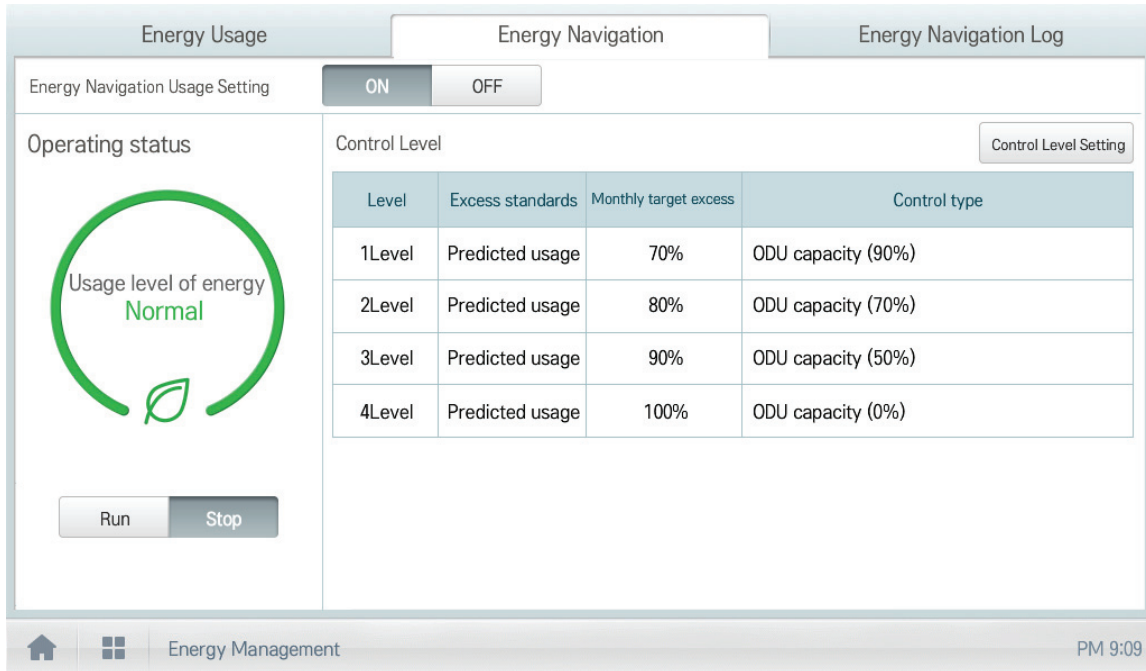 Energy Usage Energy Navigation Energy Navigation Log
Energy Navigation Usage Setting ON OFF
Operating status
Usage level of energy
Normal
Run Stop
Control Level Control Level Setting
Level Excess standards Monthly target excess Control type
1Level Predicted usage 70% ODU capacity (90%)
2Level Predicted usage 80% ODU capacity (70%)
3Level Predicted usage 90% ODU capacity (50%)
4Level Predicted usage 100% ODU capacity (0%)
Energy Management PM 9:09